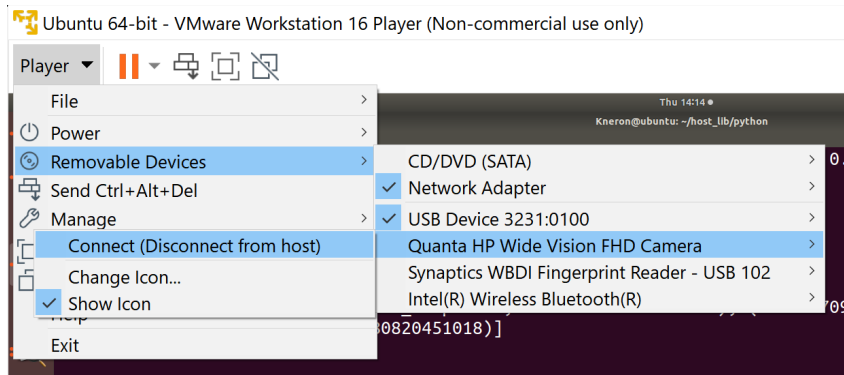 Ubuntu 64-bit - VMware Workstation 16 Player (Non-commercial use only)
Player
File
Thu 14:14
Kneron@ubuntu: ~/host_lib/python
Power
Removable Devices
CD/DVD (SATA)
Send Ctrl+Alt+Del
Network Adapter
Manage
USB Device 3231:0100
Connect (Disconnect from host)
Quanta HP Wide Vision FHD Camera
Change Icon...
Synaptics WBDI Fingerprint Reader - USB 102
Show Icon
Intel(R) Wireless Bluetooth(R)
Help
0820451018)]
Exit